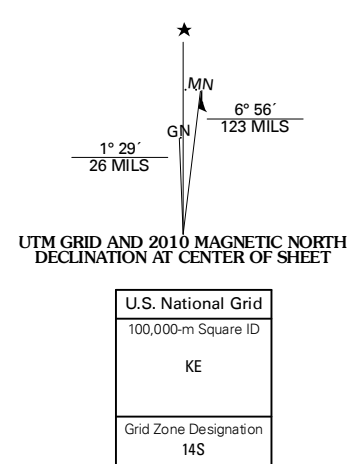 ★
MN
GN
6° 56´
123 MILS
1° 29´
26 MILS
UTM GRID AND 2010 MAGNETIC NORTH
DECLINATION AT CENTER OF SHEET
U.S. National Grid
100,000-m Square ID
KE
Grid Zone Designation
14S